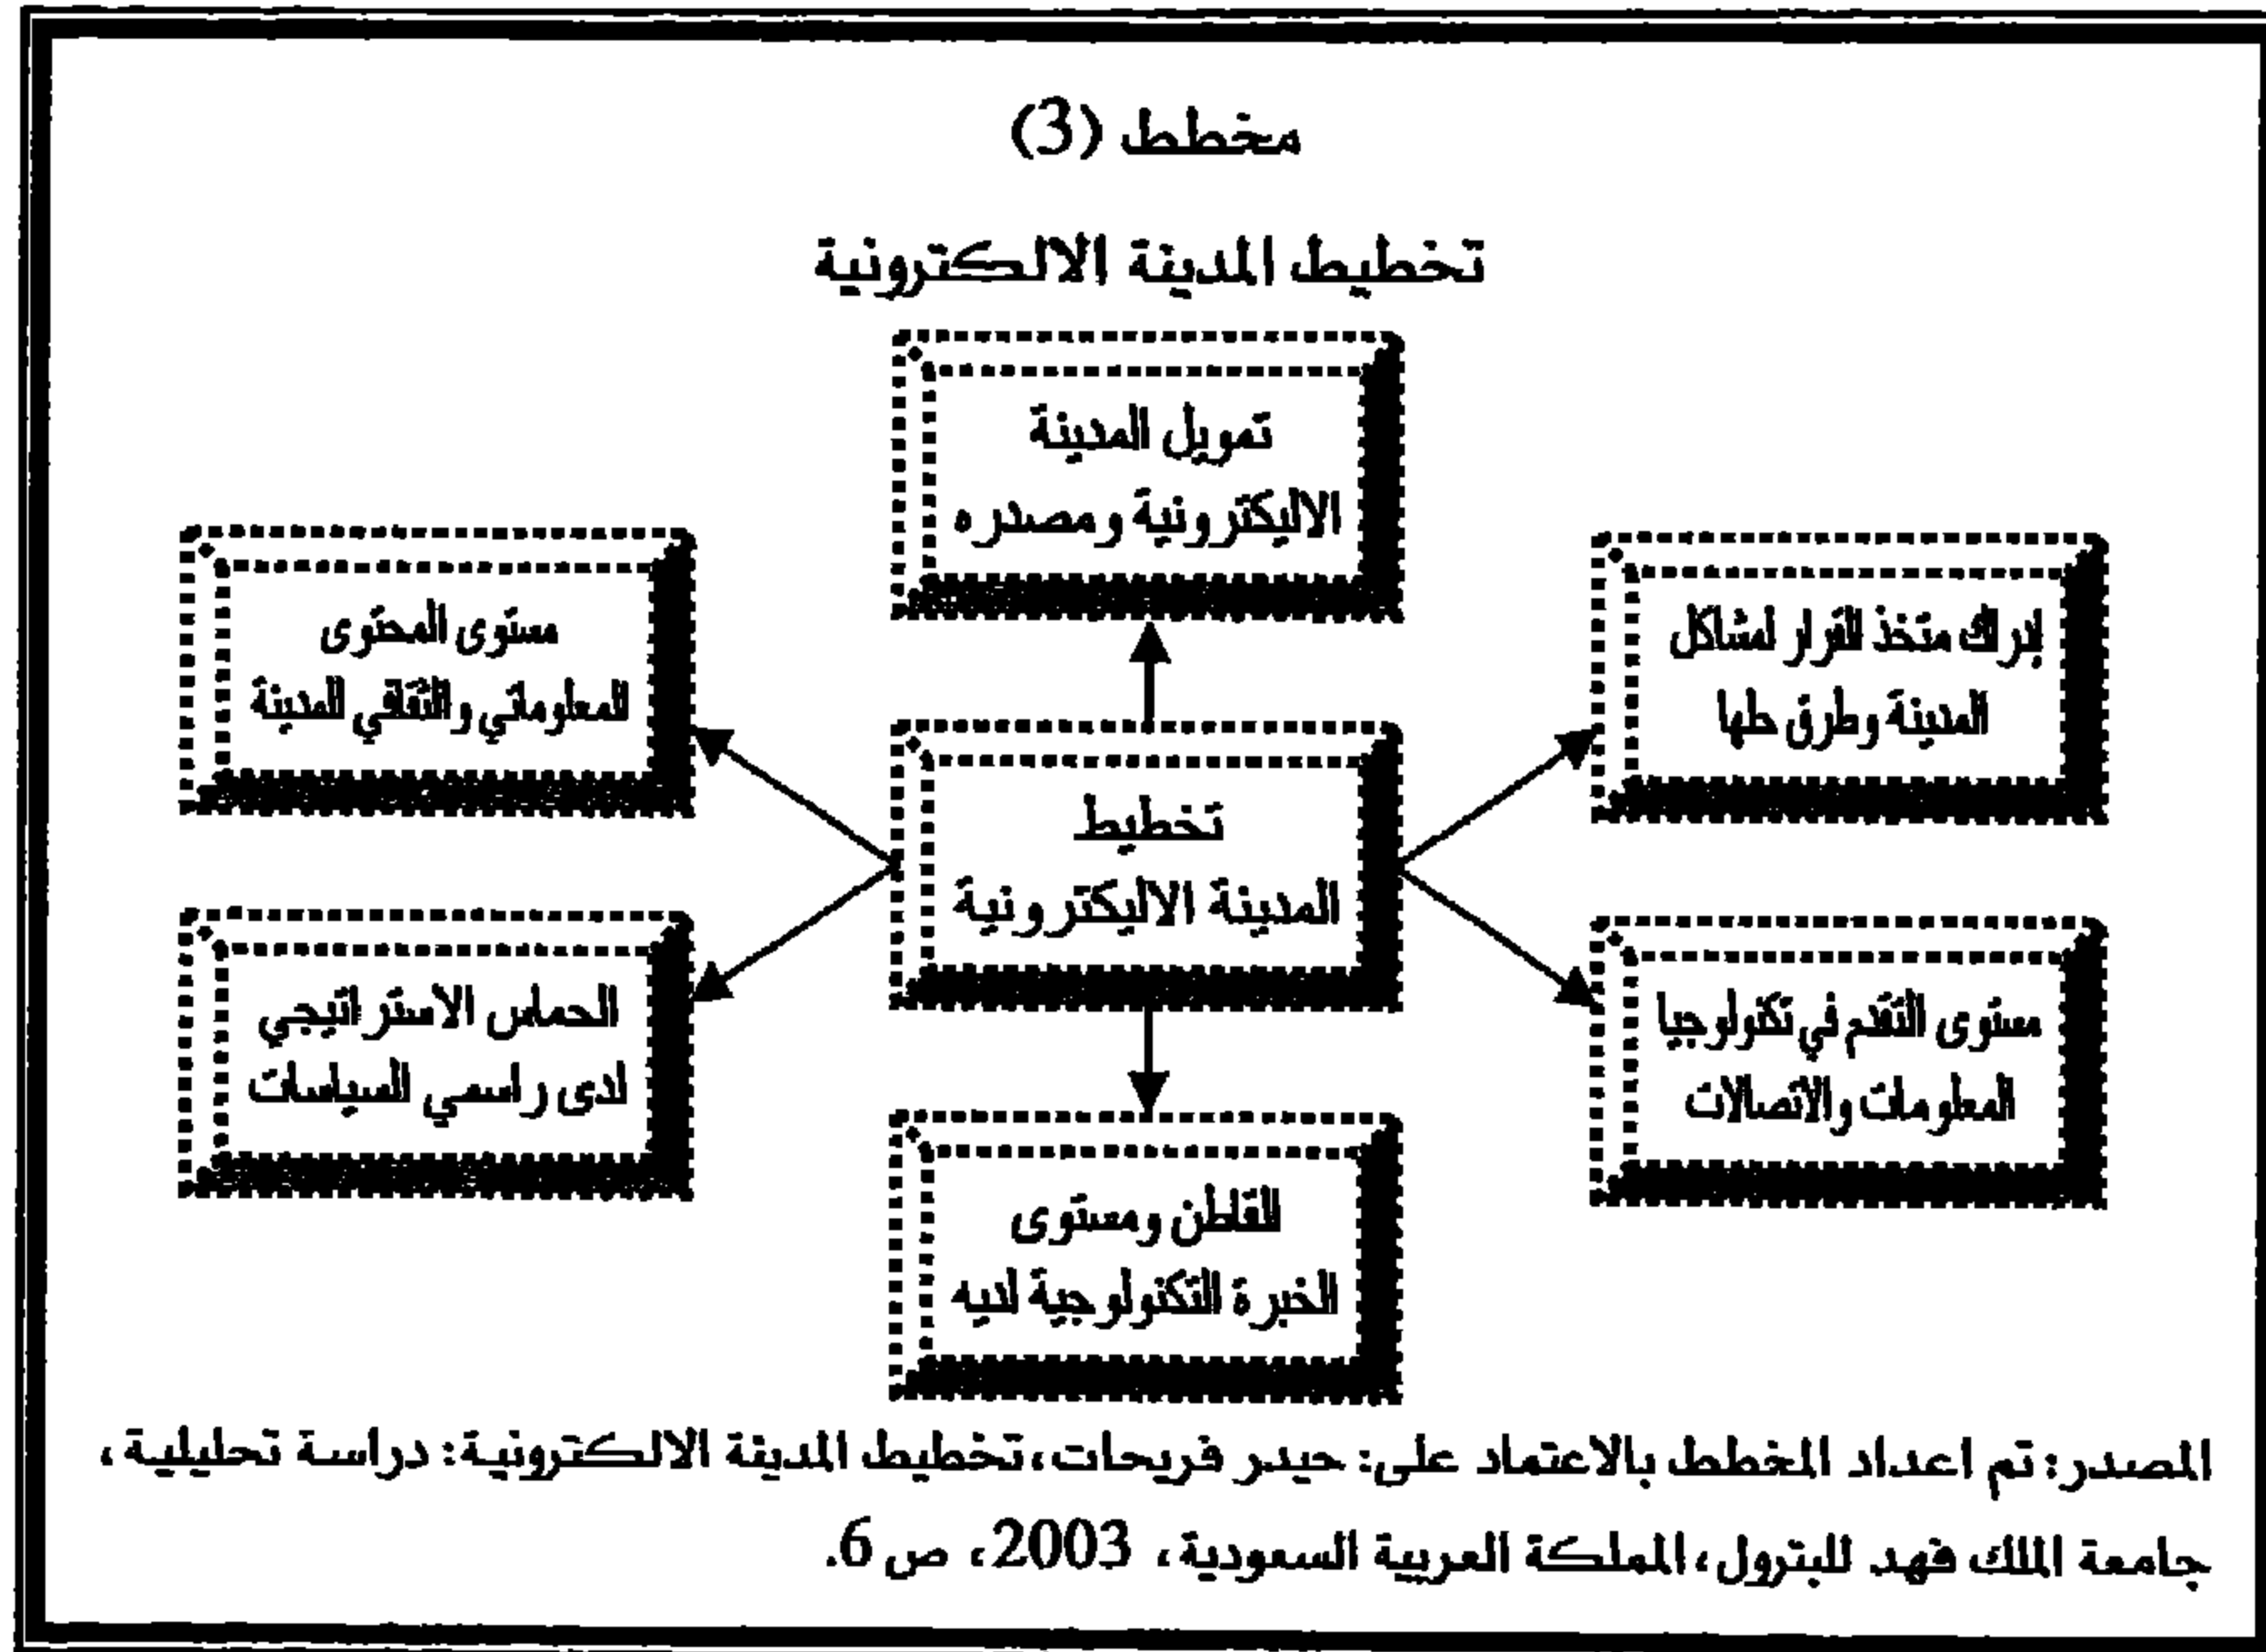 مخطط (3)
تخطيط المدينة الالكترونية
تمويل المدينة
الاليكترونية ومصدره
إدراك متخذ القرار لمشاكل
المدينة وطرق حلها
مستوى المحتوى
المعلوماتي والثقافي للمدينة
تخطيط
المدينة الاليكترونية
مستوى التقدم في تكنولوجيا
المعلومات والاتصالات
الحماس الاستراتيجي
لدى راسمي السياسات
القاطن ومستوى
الخبرة التكنولوجية لديه
المصدر: تم اعداد المخطط بالاعتماد على: حيدر فريحات، تخطيط المدينة الالكترونية: دراسة تحليلية،
جامعة الملك فهد للبترول، المملكة العربية السعودية، 2003، ص 6.